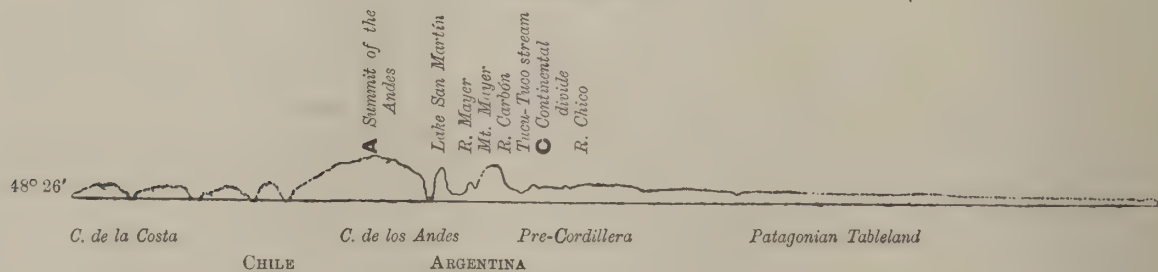 A Summit of the
Andes
Lake San Martín
R. Mayer
Mt. Mayer
R. Carbón
Tucu-Tuco stream
C Continental
divide
R. Chico
48° 26′
C. de la Costa
C. de los Andes
Pre-Cordillera
Patagonian Tableland
CHILE
ARGENTINA